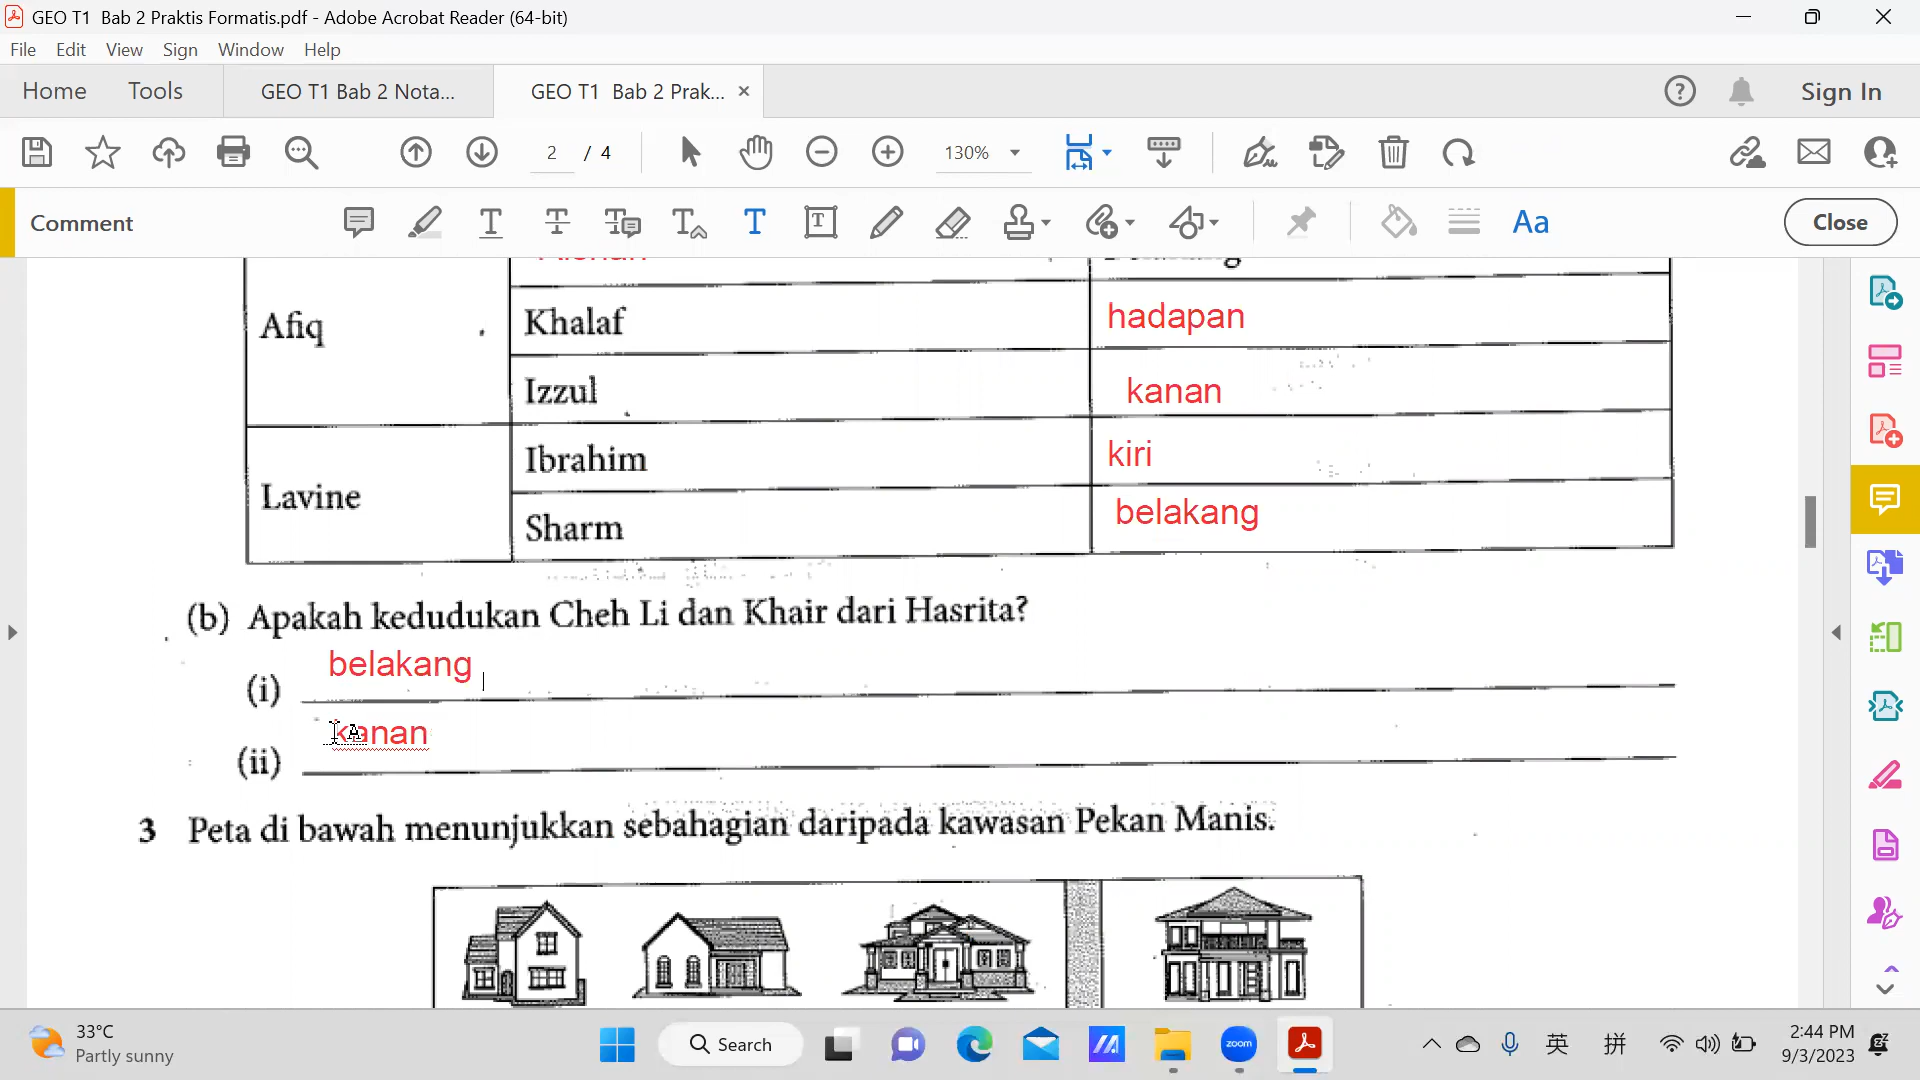 GEO T1 Bab 2 Praktis Formatis.pdf - Adobe Acrobat Reader (64-bit)
File Edit View Sign Window Help
Home Tools GEO T1 Bab 2 Nota... GEO T1 Bab 2 Prak... Sign In
2 / 4 130%
Comment Aa Close
Afiq Khalaf hadapan
Izzul kanan
Lavine Ibrahim kiri
Sharm belakang
(b) Apakah kedudukan Cheh Li dan Khair dari Hasrita?
(i) belakang
(ii) kanan
3 Peta di bawah menunjukkan sebahagian daripada kawasan Pekan Manis.
33°C
Partly sunny
Search
zoom
英 拼
2:44 PM
9/3/2023